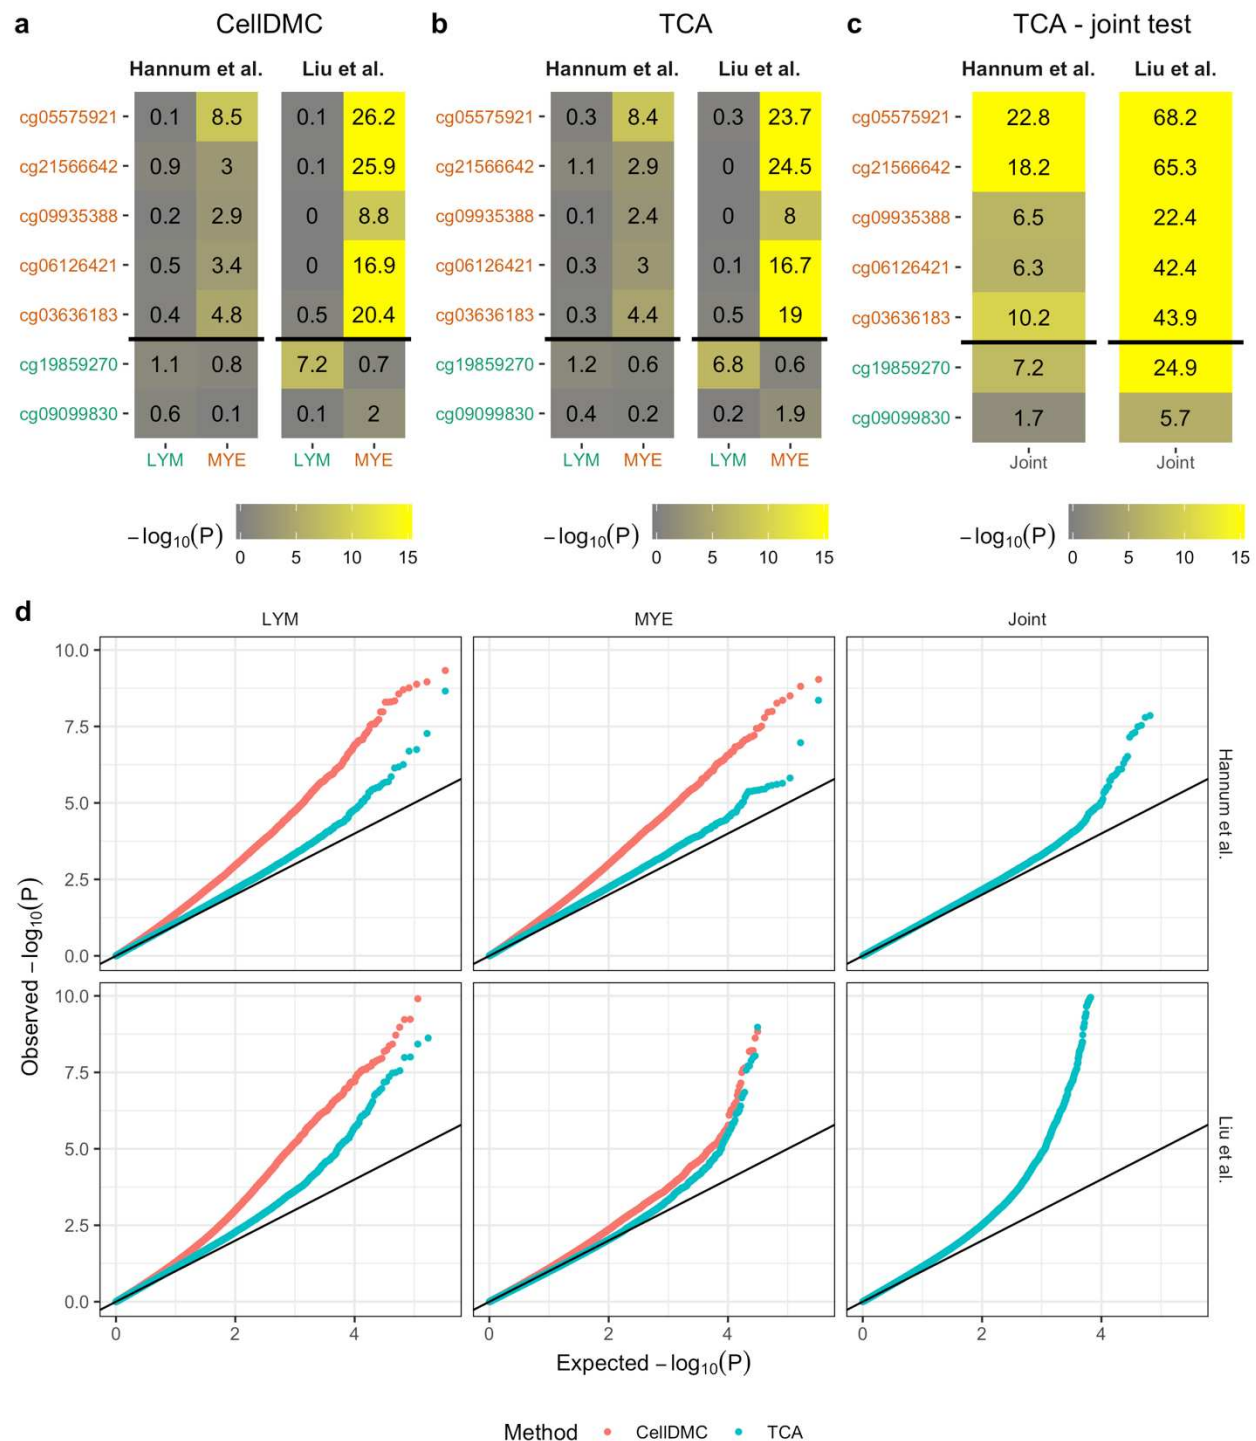 a CellDMC b TCA c TCA - joint test
Hannum et al. Liu et al. Hannum et al. Liu et al. Hannum et al. Liu et al.
cg05575921 0.1 8.5 0.1 26.2 cg05575921 0.3 8.4 0.3 23.7 cg05575921 22.8 68.2
cg21566642 0.9 3 0.1 25.9 cg21566642 1.1 2.9 0 24.5 cg21566642 18.2 65.3
cg09935388 0.2 2.9 0 8.8 cg09935388 0.1 2.4 0 8 cg09935388 6.5 22.4
cg06126421 0.5 3.4 0 16.9 cg06126421 0.3 3 0.1 16.7 cg06126421 6.3 42.4
cg03636183 0.4 4.8 0.5 20.4 cg03636183 0.3 4.4 0.5 19 cg03636183 10.2 43.9
cg19859270 1.1 0.8 7.2 0.7 cg19859270 1.2 0.6 6.8 0.6 cg19859270 7.2 24.9
cg09099830 0.6 0.1 0.1 2 cg09099830 0.4 0.2 0.2 1.9 cg09099830 1.7 5.7
LYM MYE LYM MYE LYM MYE LYM MYE Joint Joint
−log10(P) −log10(P) −log10(P)
0 5 10 15 0 5 10 15 0 5 10 15
d
LYM MYE Joint
10.0
7.5
5.0
2.5
0.0
Hannum et al.
Observed −log10(P)
10.0
7.5
5.0
2.5
0.0
Liu et al.
0 2 4 0 2 4 0 2 4
Expected −log10(P)
Method CellDMC TCA